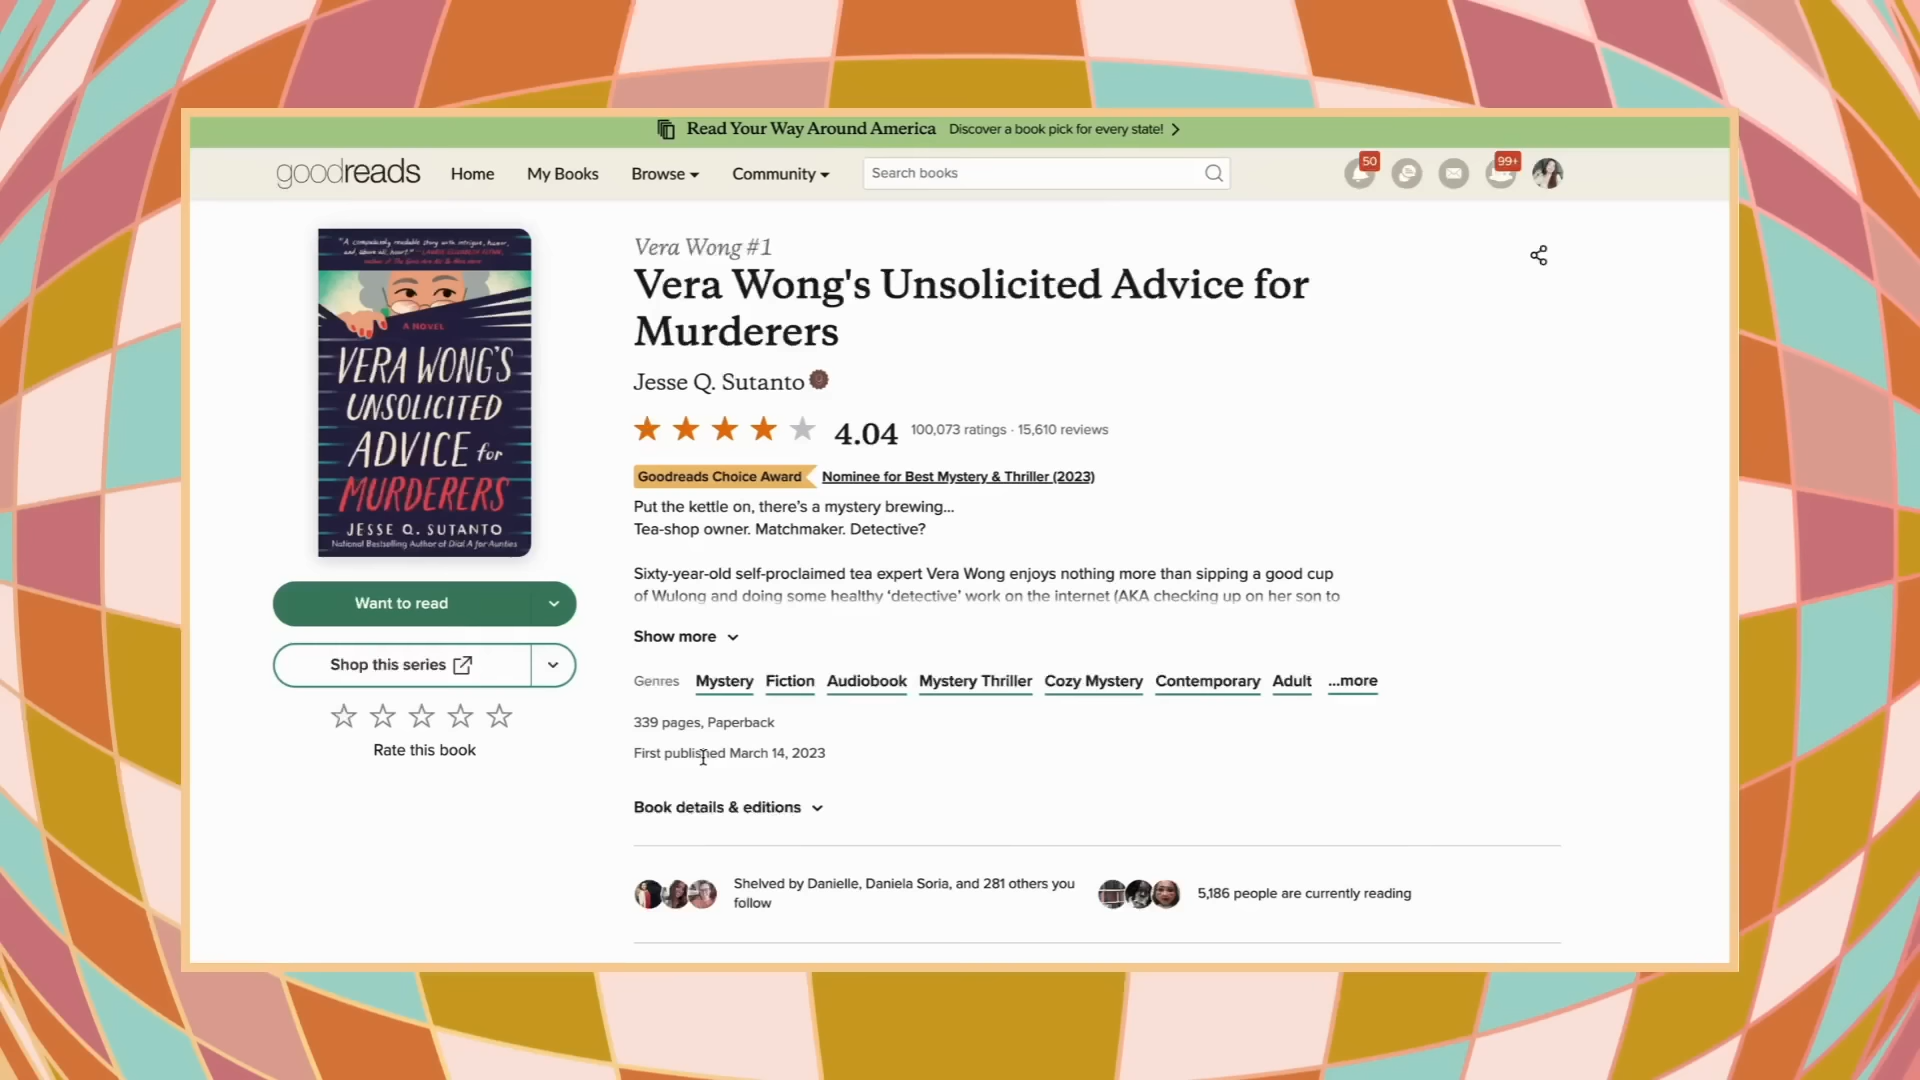 Read Your Way Around America Discover a book pick for every state!
goodreads Home My Books Browse Community Search books 50 99+
"A compulsively readable story with intrigue, humor,
and, above all, heart!"
A NOVEL
VERA WONG'S
UNSOLICITED
ADVICE for
MURDERERS
JESSE Q. SUTANTO
National Bestselling Author of Dial A for Aunties
Want to read
Shop this series
Rate this book
Vera Wong #1
Vera Wong's Unsolicited Advice for
Murderers
Jesse Q. Sutanto
4.04 100,073 ratings · 15,610 reviews
Goodreads Choice Award Nominee for Best Mystery & Thriller (2023)
Put the kettle on, there's a mystery brewing...
Tea-shop owner. Matchmaker. Detective?
Sixty-year-old self-proclaimed tea expert Vera Wong enjoys nothing more than sipping a good cup
of Wulong and doing some healthy 'detective' work on the internet (AKA checking up on her son to
Show more
Genres Mystery Fiction Audiobook Mystery Thriller Cozy Mystery Contemporary Adult ...more
339 pages, Paperback
First published March 14, 2023
Book details & editions
Shelved by Danielle, Daniela Soria, and 281 others you
follow
5,186 people are currently reading